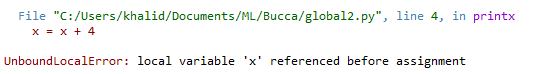 File "C:/Users/khalid/Documents/ML/Bucca/global2.py", line 4, in printx
x = x + 4
UnboundLocalError: local variable 'x' referenced before assignment